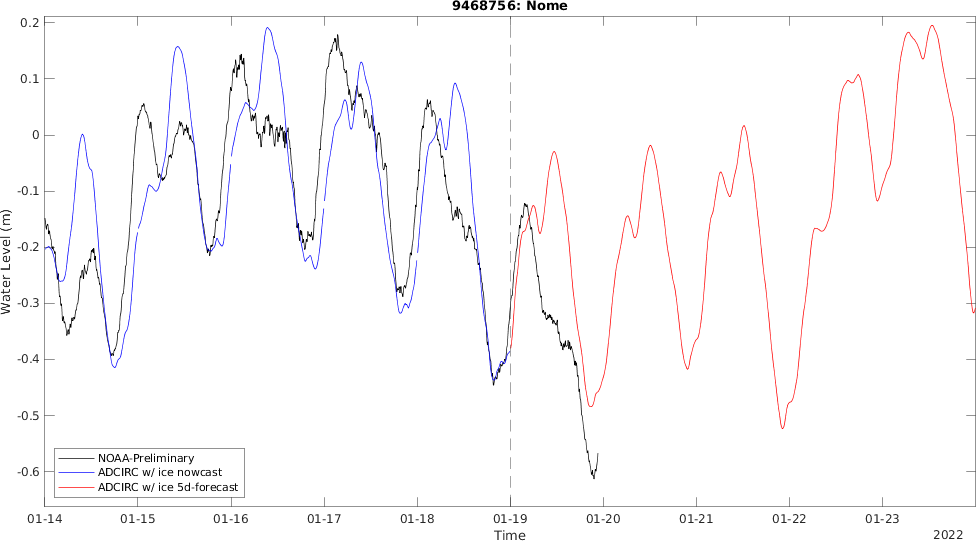 9468756: Nome
0.2
0.1
0
-0.1
-0.2
-0.3
-0.4
-0.5
-0.6
Water Level (m)
NOAA-Preliminary
ADCIRC w/ ice nowcast
ADCIRC w/ ice 5d-forecast
01-14 01-15 01-16 01-17 01-18 01-19 01-20 01-21 01-22 01-23
Time
2022